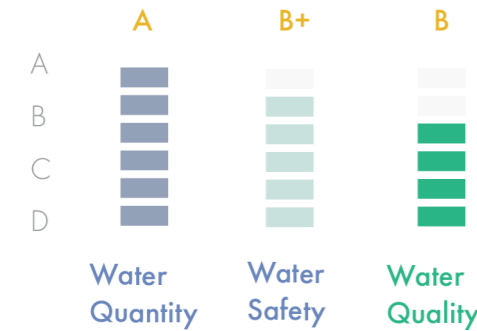 A B+ B
A
B
C
D
Water Quantity
Water Safety
Water Quality